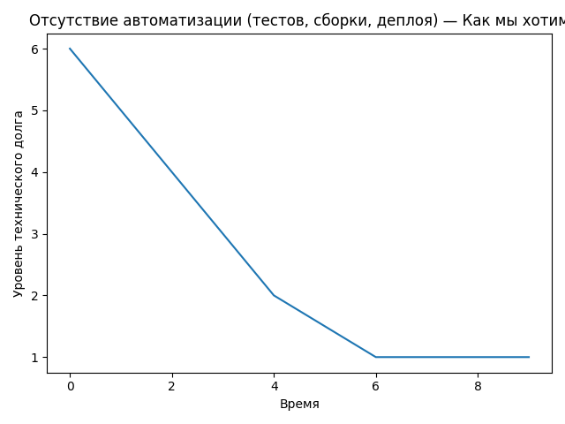 Отсутствие автоматизации (тестов, сборки, деплоя) — Как мы хотим
6
5
4
3
2
1
Уровень технического долга
0 2 4 6 8
Время